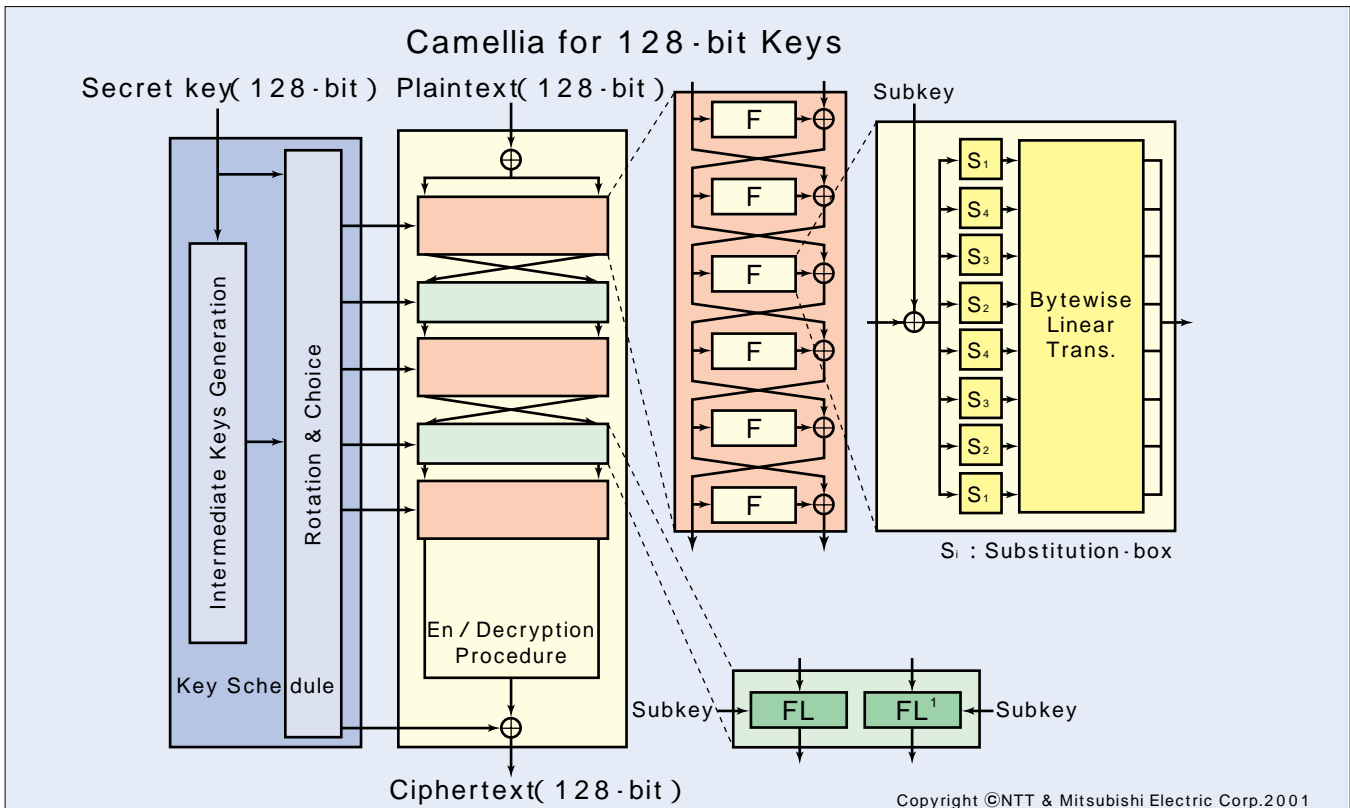 Camellia for 128-bit Keys
Secret key(128-bit)
Plaintext(128-bit)
Intermediate Keys Generation
Rotation & Choice
Key Schedule
En/Decryption
Procedure
Ciphertext(128-bit)
F
F
F
F
F
F
Subkey
S1
S4
S3
S2
S4
S3
S2
S1
Bytewise
Linear
Trans.
Si : Substitution-box
Subkey
FL
FL1
Subkey
Copyright ©NTT & Mitsubishi Electric Corp.2001